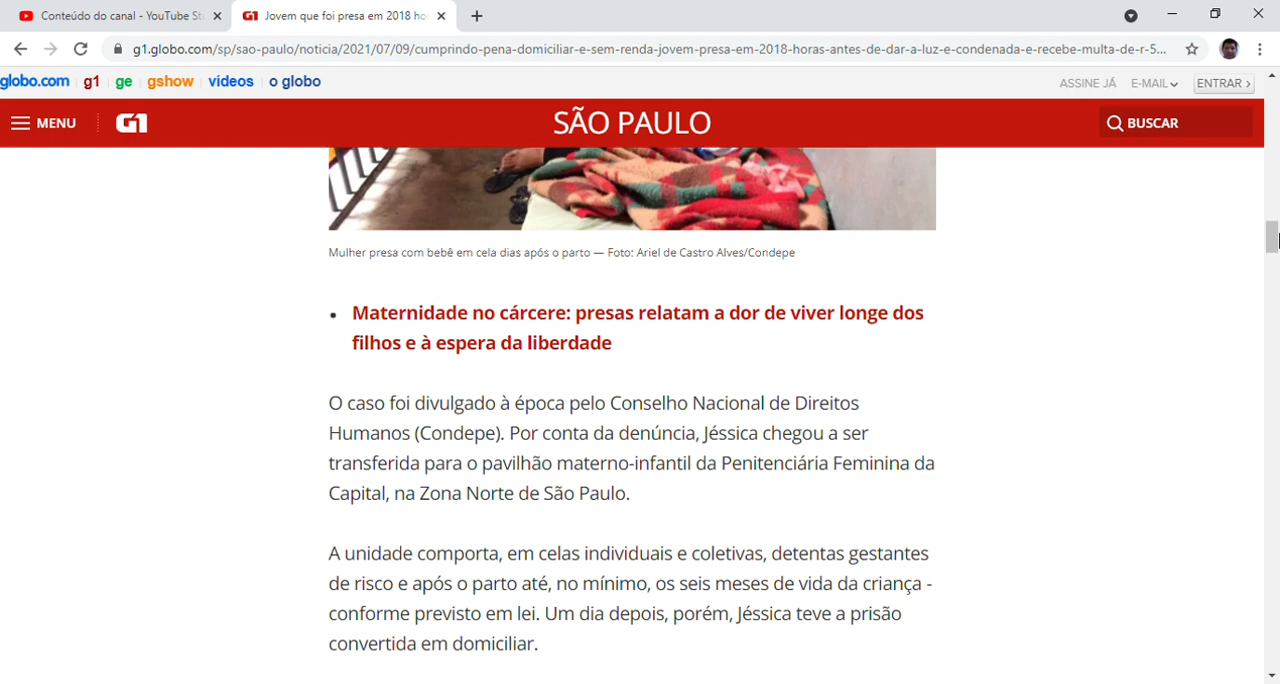 Conteúdo do canal - YouTube St
G1 Jovem que foi presa em 2018 ho
g1.globo.com/sp/sao-paulo/noticia/2021/07/09/cumprindo-pena-domiciliar-e-sem-renda-jovem-presa-em-2018-horas-antes-de-dar-a-luz-e-condenada-e-recebe-multa-de-r-5...
globo.com g1 ge gshow videos o globo ASSINE JÁ E-MAIL ENTRAR
MENU G1 SÃO PAULO BUSCAR
Mulher presa com bebê em cela dias após o parto — Foto: Ariel de Castro Alves/Condepe
• Maternidade no cárcere: presas relatam a dor de viver longe dos
filhos e à espera da liberdade
O caso foi divulgado à época pelo Conselho Nacional de Direitos
Humanos (Condepe). Por conta da denúncia, Jéssica chegou a ser
transferida para o pavilhão materno-infantil da Penitenciária Feminina da
Capital, na Zona Norte de São Paulo.
A unidade comporta, em celas individuais e coletivas, detentas gestantes
de risco e após o parto até, no mínimo, os seis meses de vida da criança -
conforme previsto em lei. Um dia depois, porém, Jéssica teve a prisão
convertida em domiciliar.